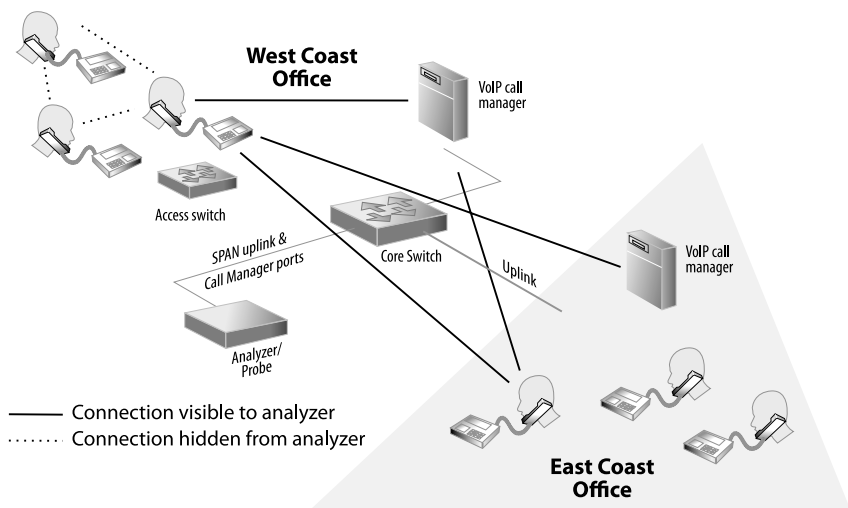 West Coast
Office
VoIP call
manager
Access switch
SPAN uplink &
Call Manager ports
Core Switch
Uplink
VoIP call
manager
Analyzer/
Probe
Connection visible to analyzer
Connection hidden from analyzer
East Coast
Office